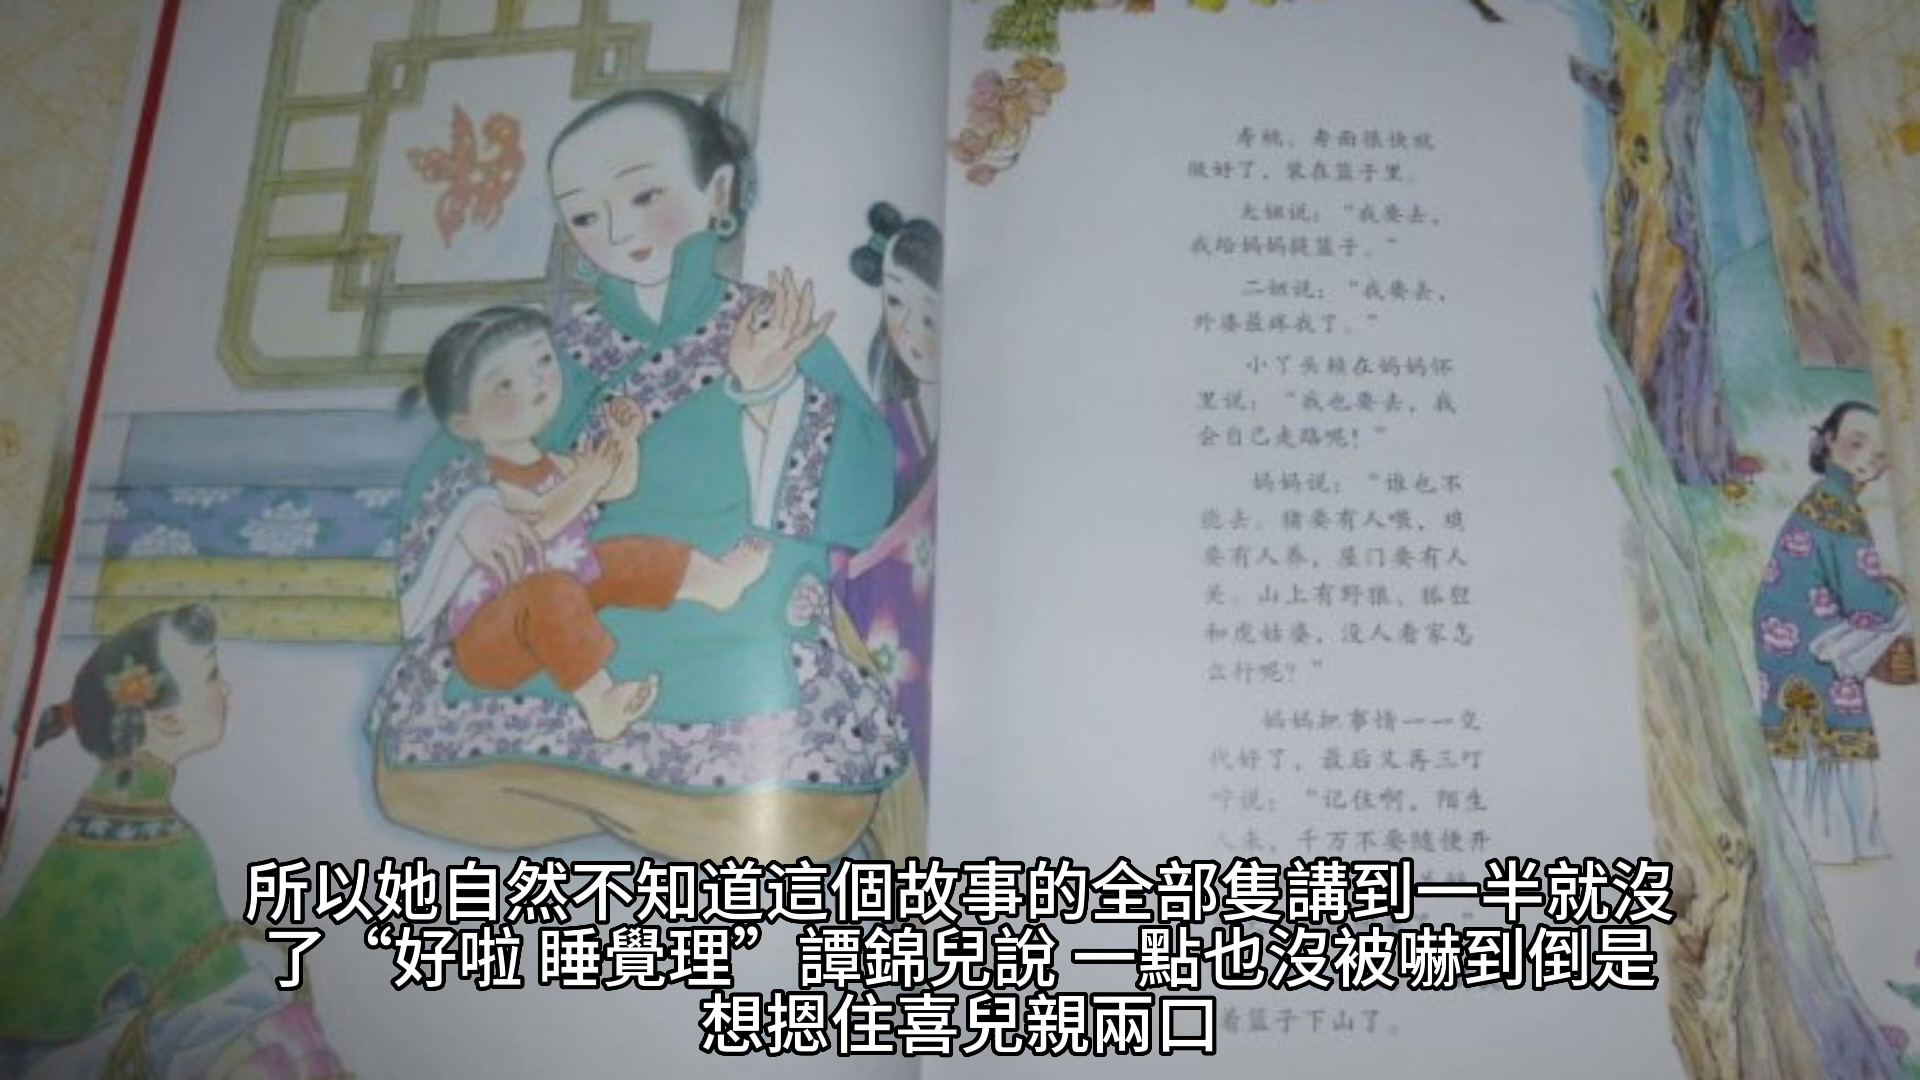 寿桃、寿面很快就
做好了，装在篮子里。
大妞说：“我要去，
我给妈妈提篮子。”
二妞说：“我要去，
外婆最疼我了。”
小丫头赖在妈妈怀
里说：“我也要去，我
会自己走路呢！”
妈妈说：“谁也不
能去。猪要有人喂，娘
要有人养，屋门要有人
关。山上有野狼、狐狸
和虎姑婆，没人看家怎
么行呢？”
妈妈把事情一一交
代好了，最后又再三叮
咛说：“记住啊，陌生
人来，千万不要随便开
所以她自然不知道這個故事的全部隻講到一半就沒
了“好啦 睡覺理”譚錦兒說 一點也沒被嚇到倒是
想摁住喜兒親兩口
着篮子下山了。